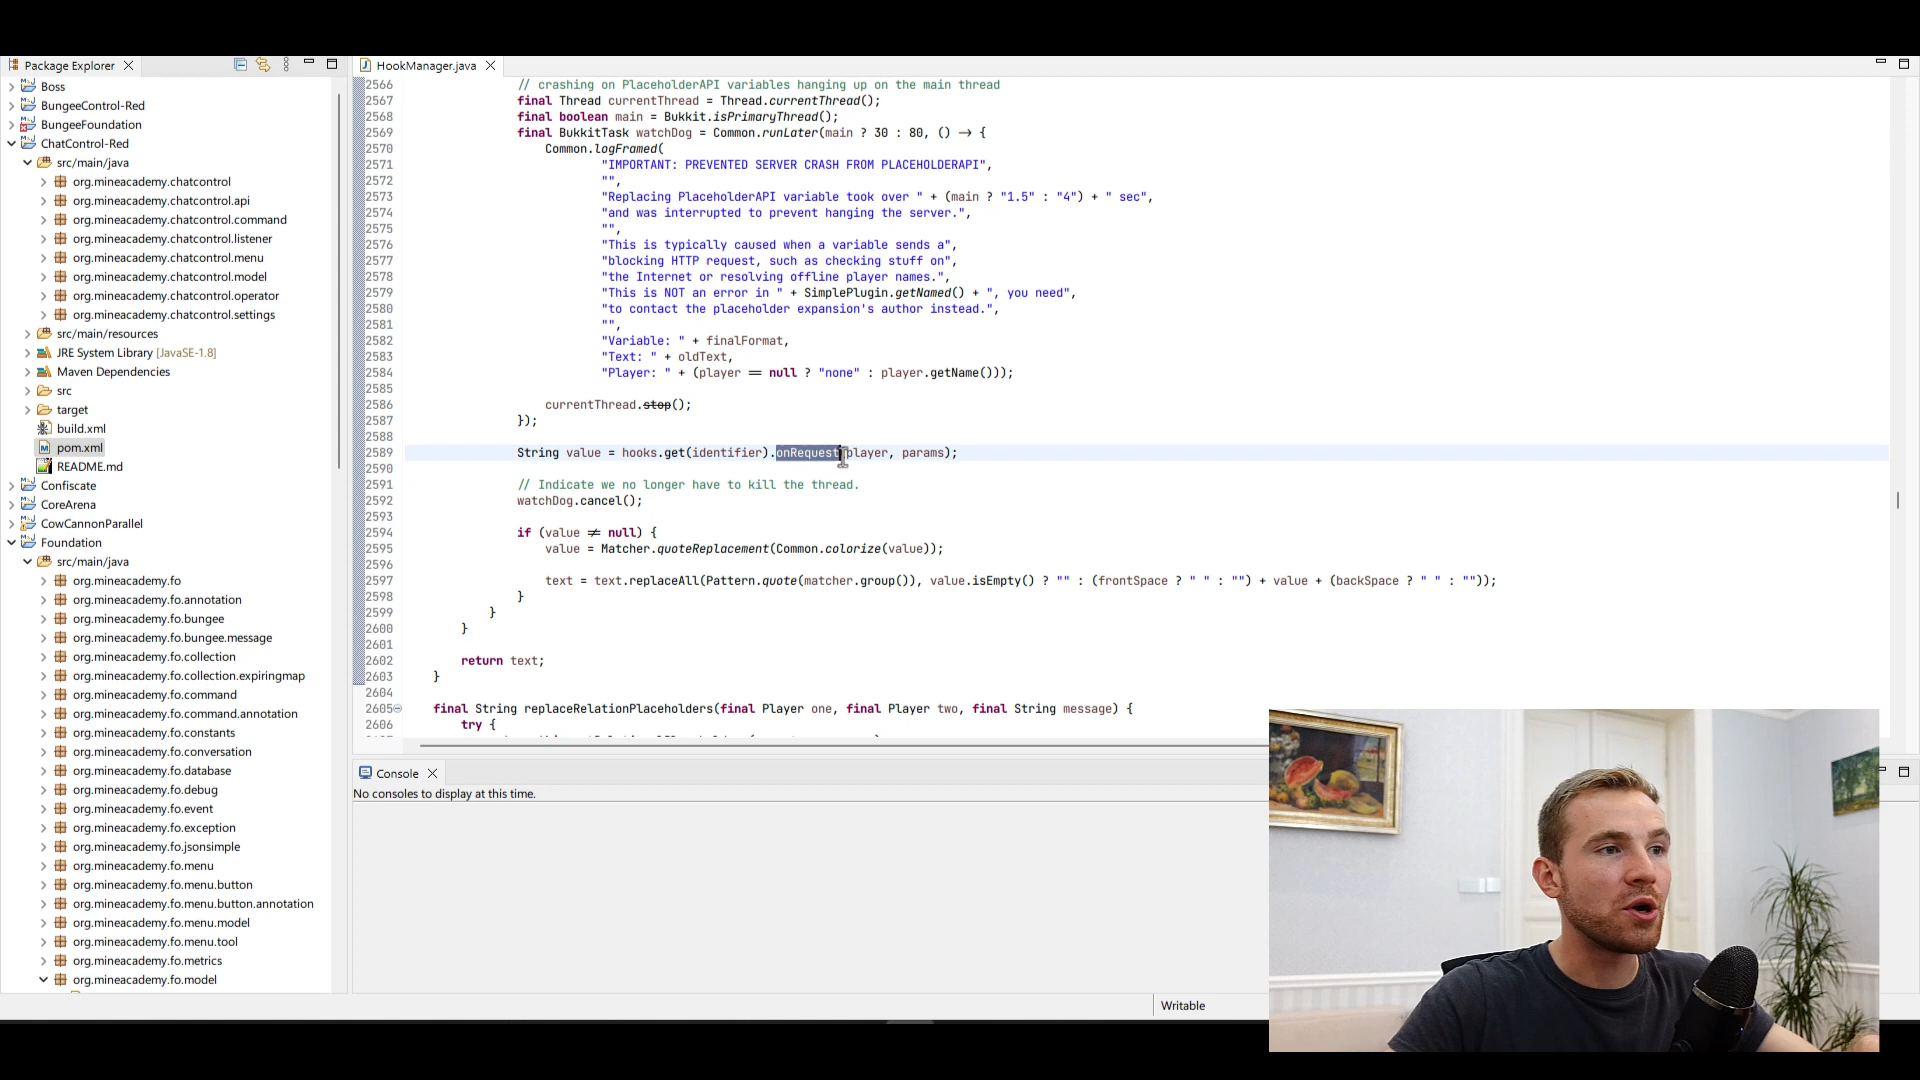 Package Explorer
HookManager.java
Boss
BungeeControl-Red
BungeeFoundation
ChatControl-Red
src/main/java
org.mineacademy.chatcontrol
org.mineacademy.chatcontrol.api
org.mineacademy.chatcontrol.command
org.mineacademy.chatcontrol.listener
org.mineacademy.chatcontrol.menu
org.mineacademy.chatcontrol.model
org.mineacademy.chatcontrol.operator
org.mineacademy.chatcontrol.settings
src/main/resources
JRE System Library [JavaSE-1.8]
Maven Dependencies
src
target
build.xml
pom.xml
README.md
Confiscate
CoreArena
CowCannonParallel
Foundation
src/main/java
org.mineacademy.fo
org.mineacademy.fo.annotation
org.mineacademy.fo.bungee
org.mineacademy.fo.bungee.message
org.mineacademy.fo.collection
org.mineacademy.fo.collection.expiringmap
org.mineacademy.fo.command
org.mineacademy.fo.command.annotation
org.mineacademy.fo.constants
org.mineacademy.fo.conversation
org.mineacademy.fo.database
org.mineacademy.fo.debug
org.mineacademy.fo.event
org.mineacademy.fo.exception
org.mineacademy.fo.jsonsimple
org.mineacademy.fo.menu
org.mineacademy.fo.menu.button
org.mineacademy.fo.menu.button.annotation
org.mineacademy.fo.menu.model
org.mineacademy.fo.menu.tool
org.mineacademy.fo.metrics
org.mineacademy.fo.model
2566 // crashing on PlaceholderAPI variables hanging up on the main thread
2567 final Thread currentThread = Thread.currentThread();
2568 final boolean main = Bukkit.isPrimaryThread();
2569 final BukkitTask watchDog = Common.runLater(main ? 30 : 80, () -> {
2570 Common.logFramed(
2571 "IMPORTANT: PREVENTED SERVER CRASH FROM PLACEHOLDERAPI",
2572 "",
2573 "Replacing PlaceholderAPI variable took over " + (main ? "1.5" : "4") + " sec",
2574 "and was interrupted to prevent hanging the server.",
2575 "",
2576 "This is typically caused when a variable sends a",
2577 "blocking HTTP request, such as checking stuff on",
2578 "the Internet or resolving offline player names.",
2579 "This is NOT an error in " + SimplePlugin.getNamed() + ", you need",
2580 "to contact the placeholder expansion's author instead.",
2581 "",
2582 "Variable: " + finalFormat,
2583 "Text: " + oldText,
2584 "Player: " + (player == null ? "none" : player.getName()));
2585
2586 currentThread.stop();
2587 });
2588
2589 String value = hooks.get(identifier).onRequest(player, params);
2590
2591 // Indicate we no longer have to kill the thread.
2592 watchDog.cancel();
2593
2594 if (value != null) {
2595 value = Matcher.quoteReplacement(Common.colorize(value));
2596
2597 text = text.replaceAll(Pattern.quote(matcher.group()), value.isEmpty() ? "" : (frontSpace ? " " : "") + value + (backSpace ? " " : ""));
2598 }
2599 }
2600 }
2601
2602 return text;
2603 }
2604
2605 final String replaceRelationPlaceholders(final Player one, final Player two, final String message) {
2606 try {
Console
No consoles to display at this time.
Writable